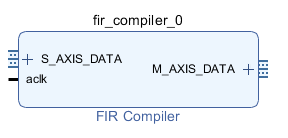 fir_compiler_0
S_AXIS_DATA
M_AXIS_DATA
aclk
FIR Compiler